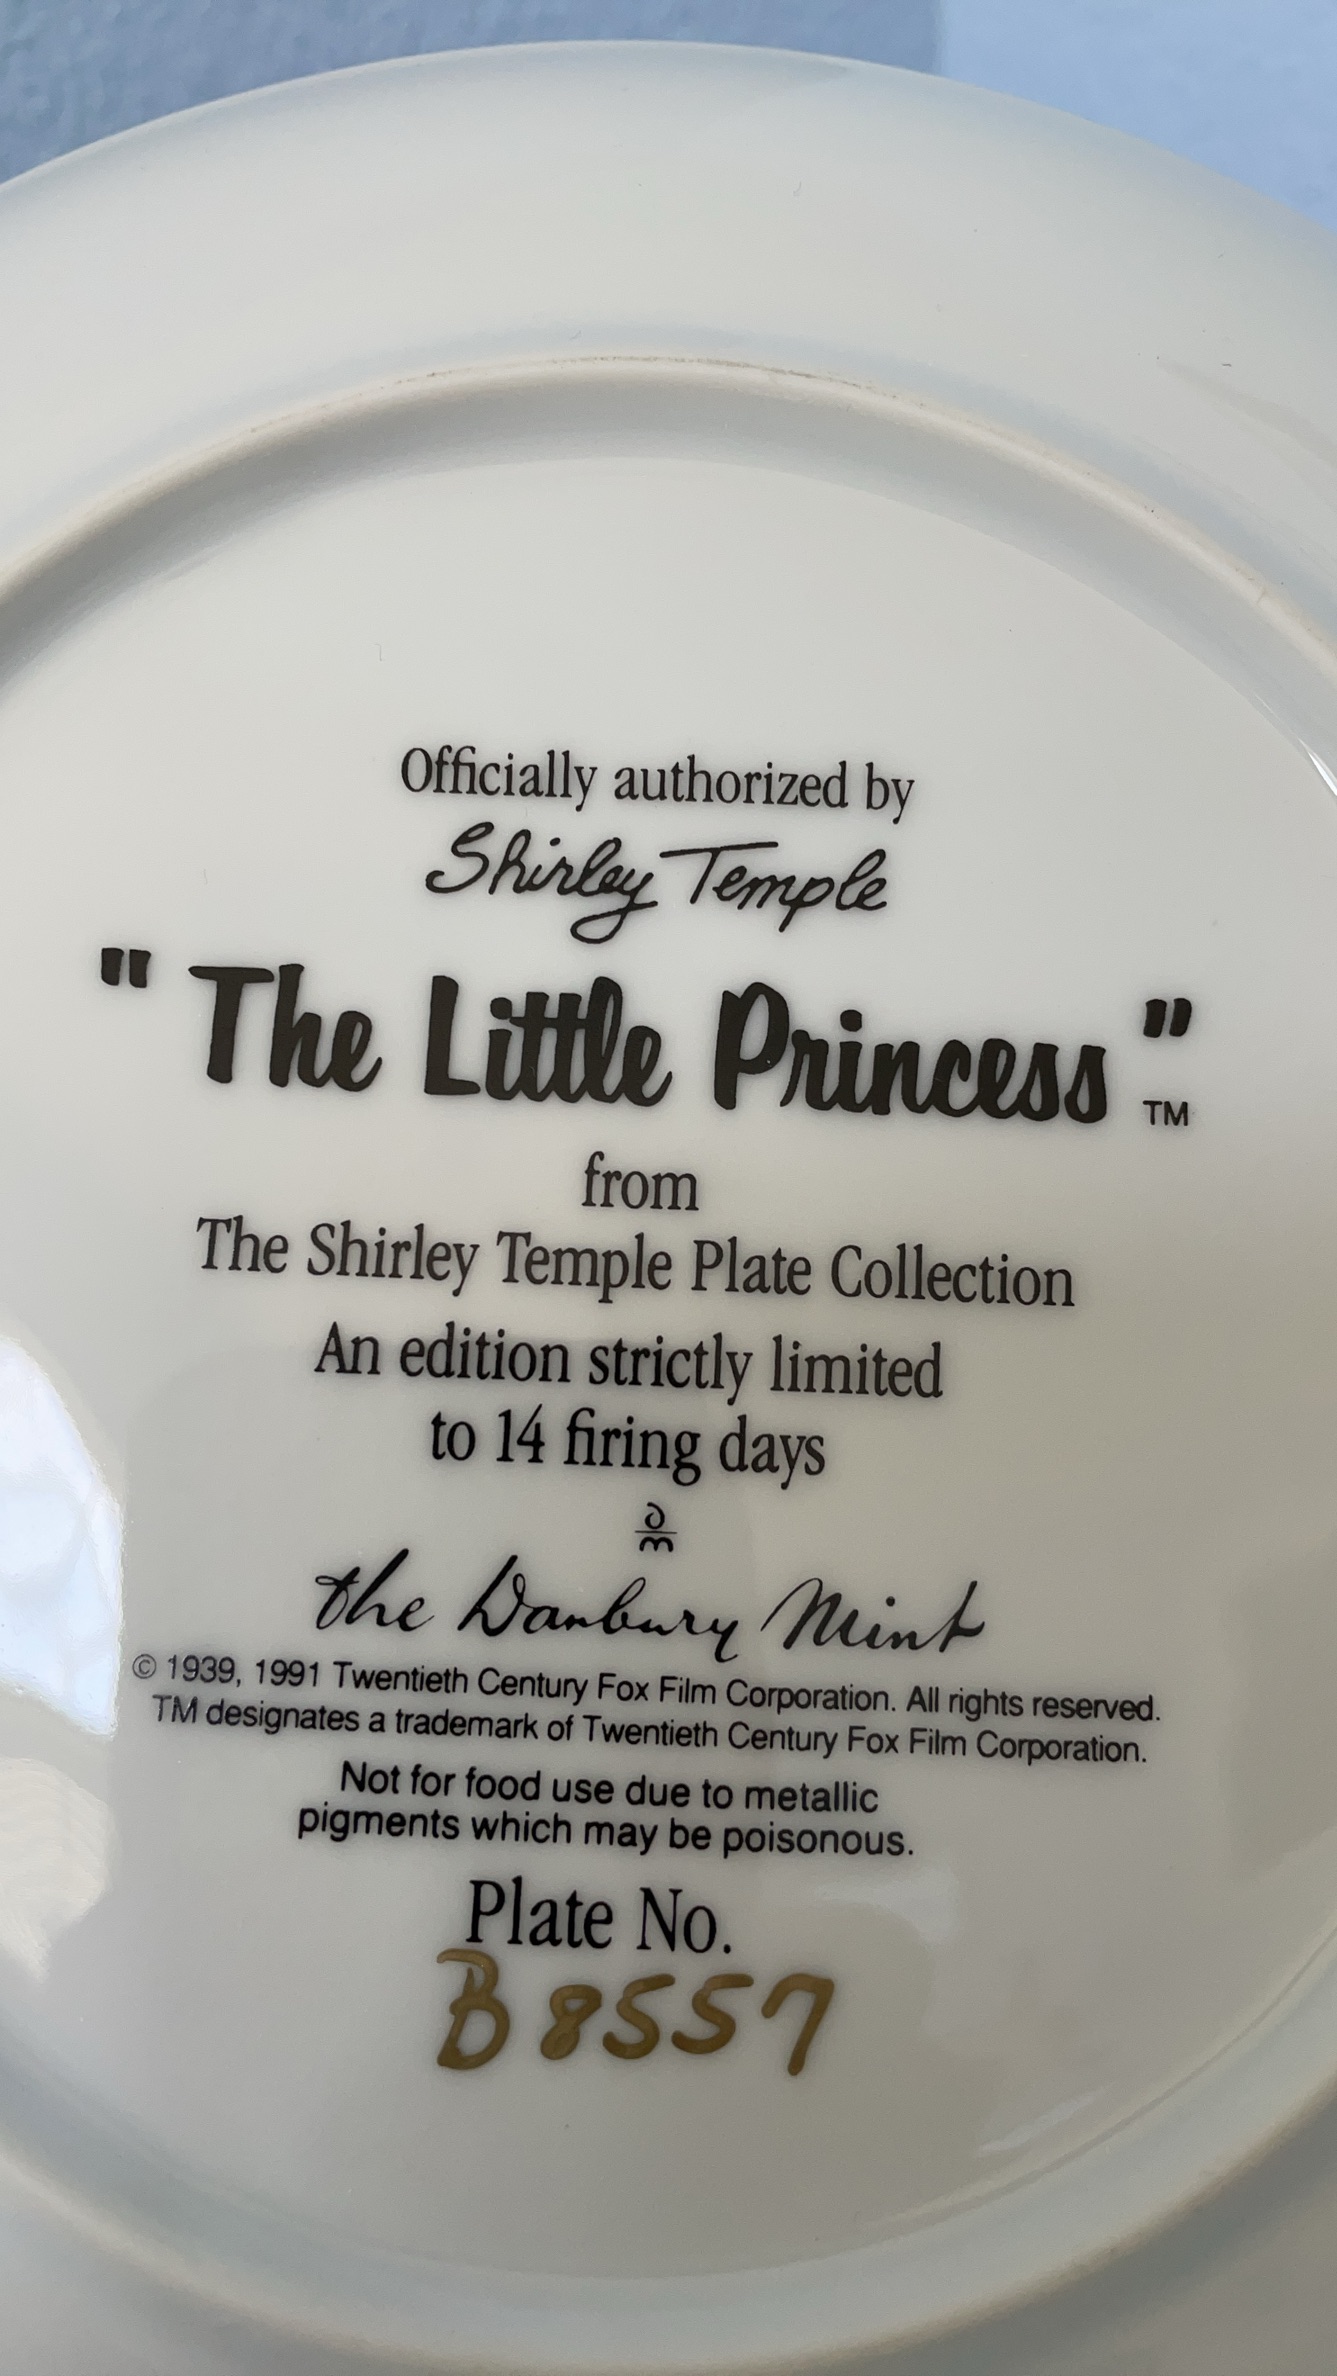 Officially authorized by
Shirley Temple
"The Little Princess"™
from
The Shirley Temple Plate Collection
An edition strictly limited
to 14 firing days
dm
the Danbury Mint
© 1939, 1991 Twentieth Century Fox Film Corporation. All rights reserved.
TM designates a trademark of Twentieth Century Fox Film Corporation.
Not for food use due to metallic
pigments which may be poisonous.
Plate No.
B8557